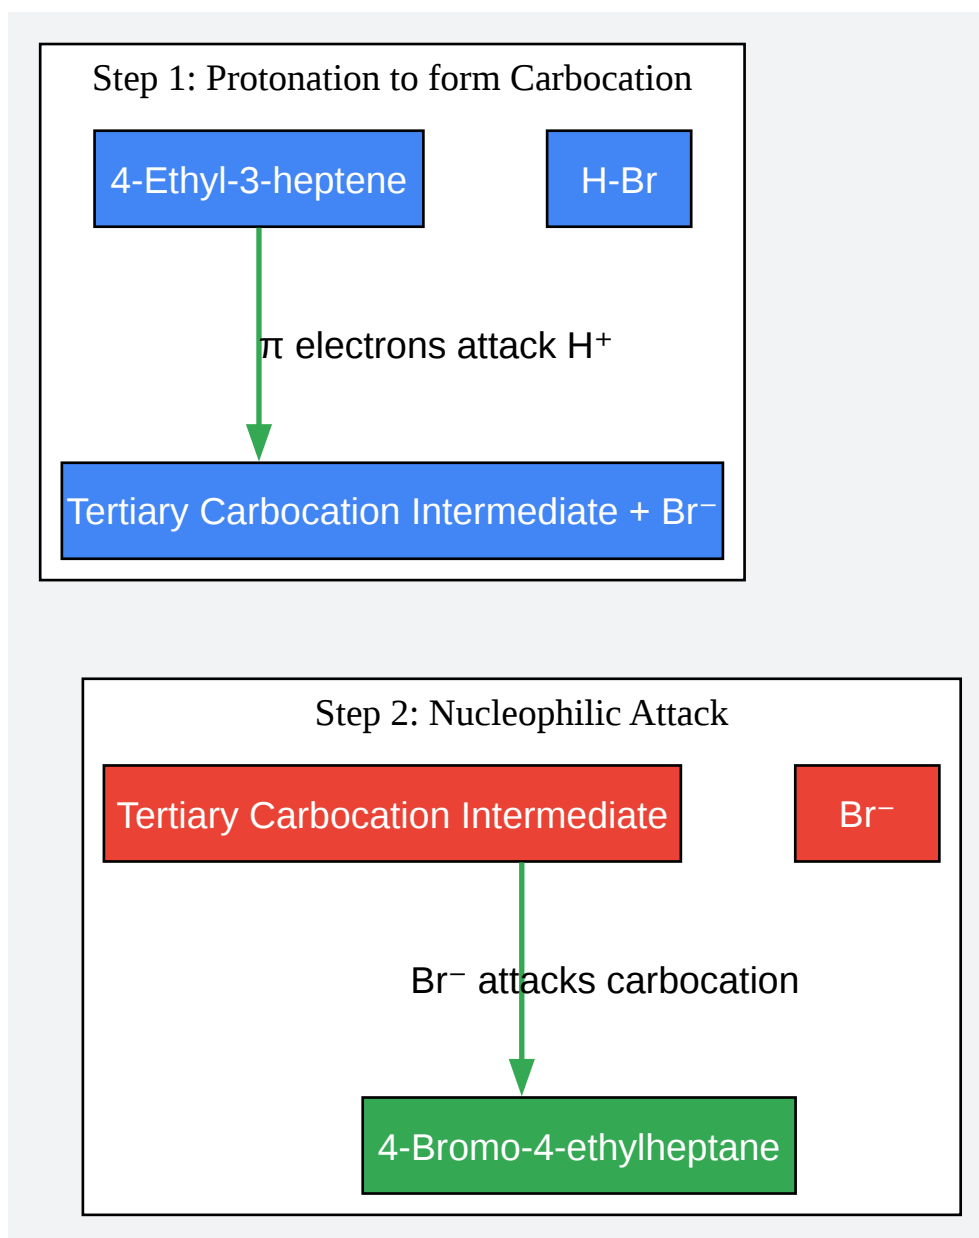 Step 1: Protonation to form Carbocation
4-Ethyl-3-heptene
H-Br
π electrons attack H⁺
Tertiary Carbocation Intermediate + Br⁻
Step 2: Nucleophilic Attack
Tertiary Carbocation Intermediate
Br⁻
Br⁻ attacks carbocation
4-Bromo-4-ethylheptane